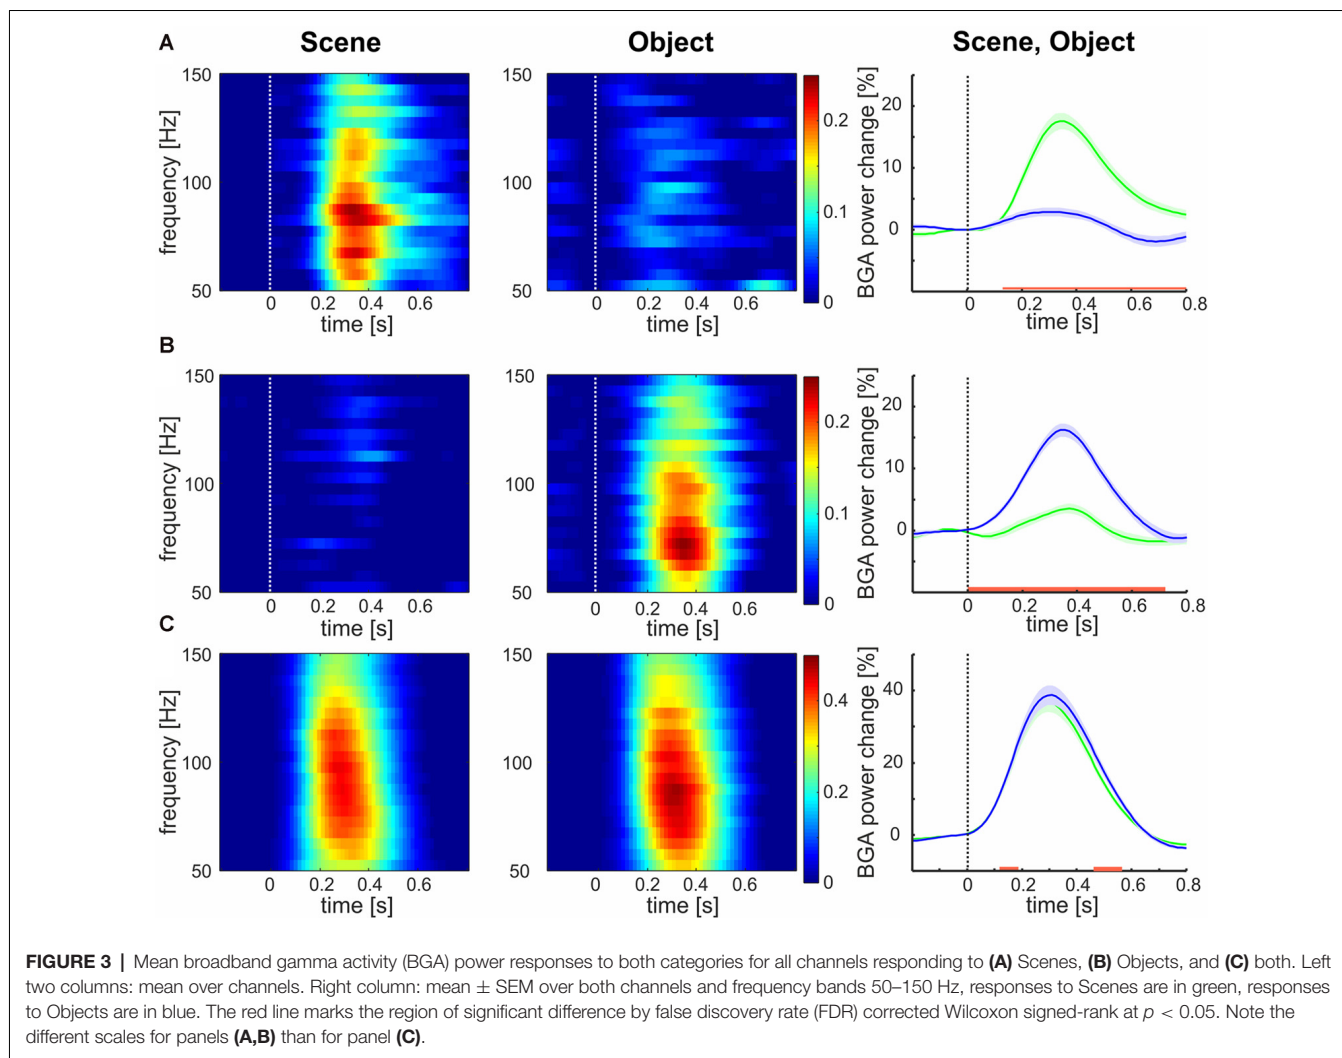 A
Scene
Object
Scene, Object
frequency [Hz]
150
100
50
0
0.2
0.4
0.6
time [s]
0
0.2
0.4
0.6
time [s]
0.2
0.1
0
BGA power change [%]
20
10
0
0
0.2
0.4
0.6
0.8
time [s]
B
frequency [Hz]
150
100
50
0
0.2
0.4
0.6
time [s]
0
0.2
0.4
0.6
time [s]
0.2
0.1
0
BGA power change [%]
20
10
0
0
0.2
0.4
0.6
0.8
time [s]
C
frequency [Hz]
150
100
50
0
0.2
0.4
0.6
time [s]
0
0.2
0.4
0.6
time [s]
0.4
0.2
0
BGA power change [%]
40
20
0
0
0.2
0.4
0.6
0.8
time [s]
FIGURE 3 | Mean broadband gamma activity (BGA) power responses to both categories for all channels responding to (A) Scenes, (B) Objects, and (C) both. Left
two columns: mean over channels. Right column: mean ± SEM over both channels and frequency bands 50–150 Hz, responses to Scenes are in green, responses
to Objects are in blue. The red line marks the region of significant difference by false discovery rate (FDR) corrected Wilcoxon signed-rank at p < 0.05. Note the
different scales for panels (A,B) than for panel (C).